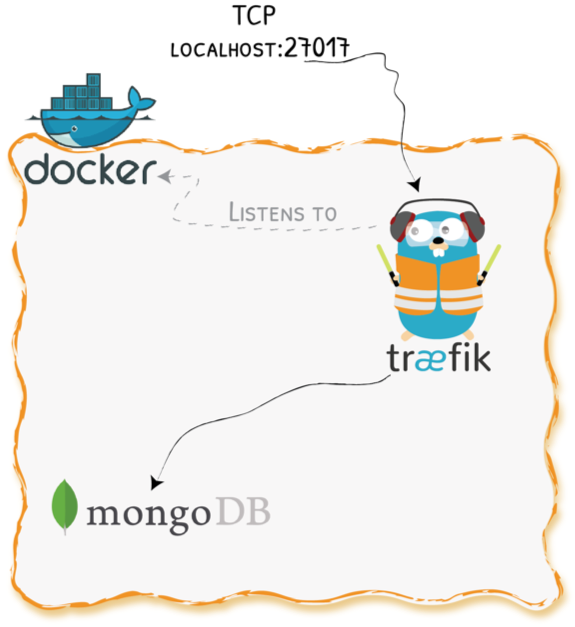 TCP
LOCALHOST:27017
docker
LISTENS TO
træfik
mongoDB